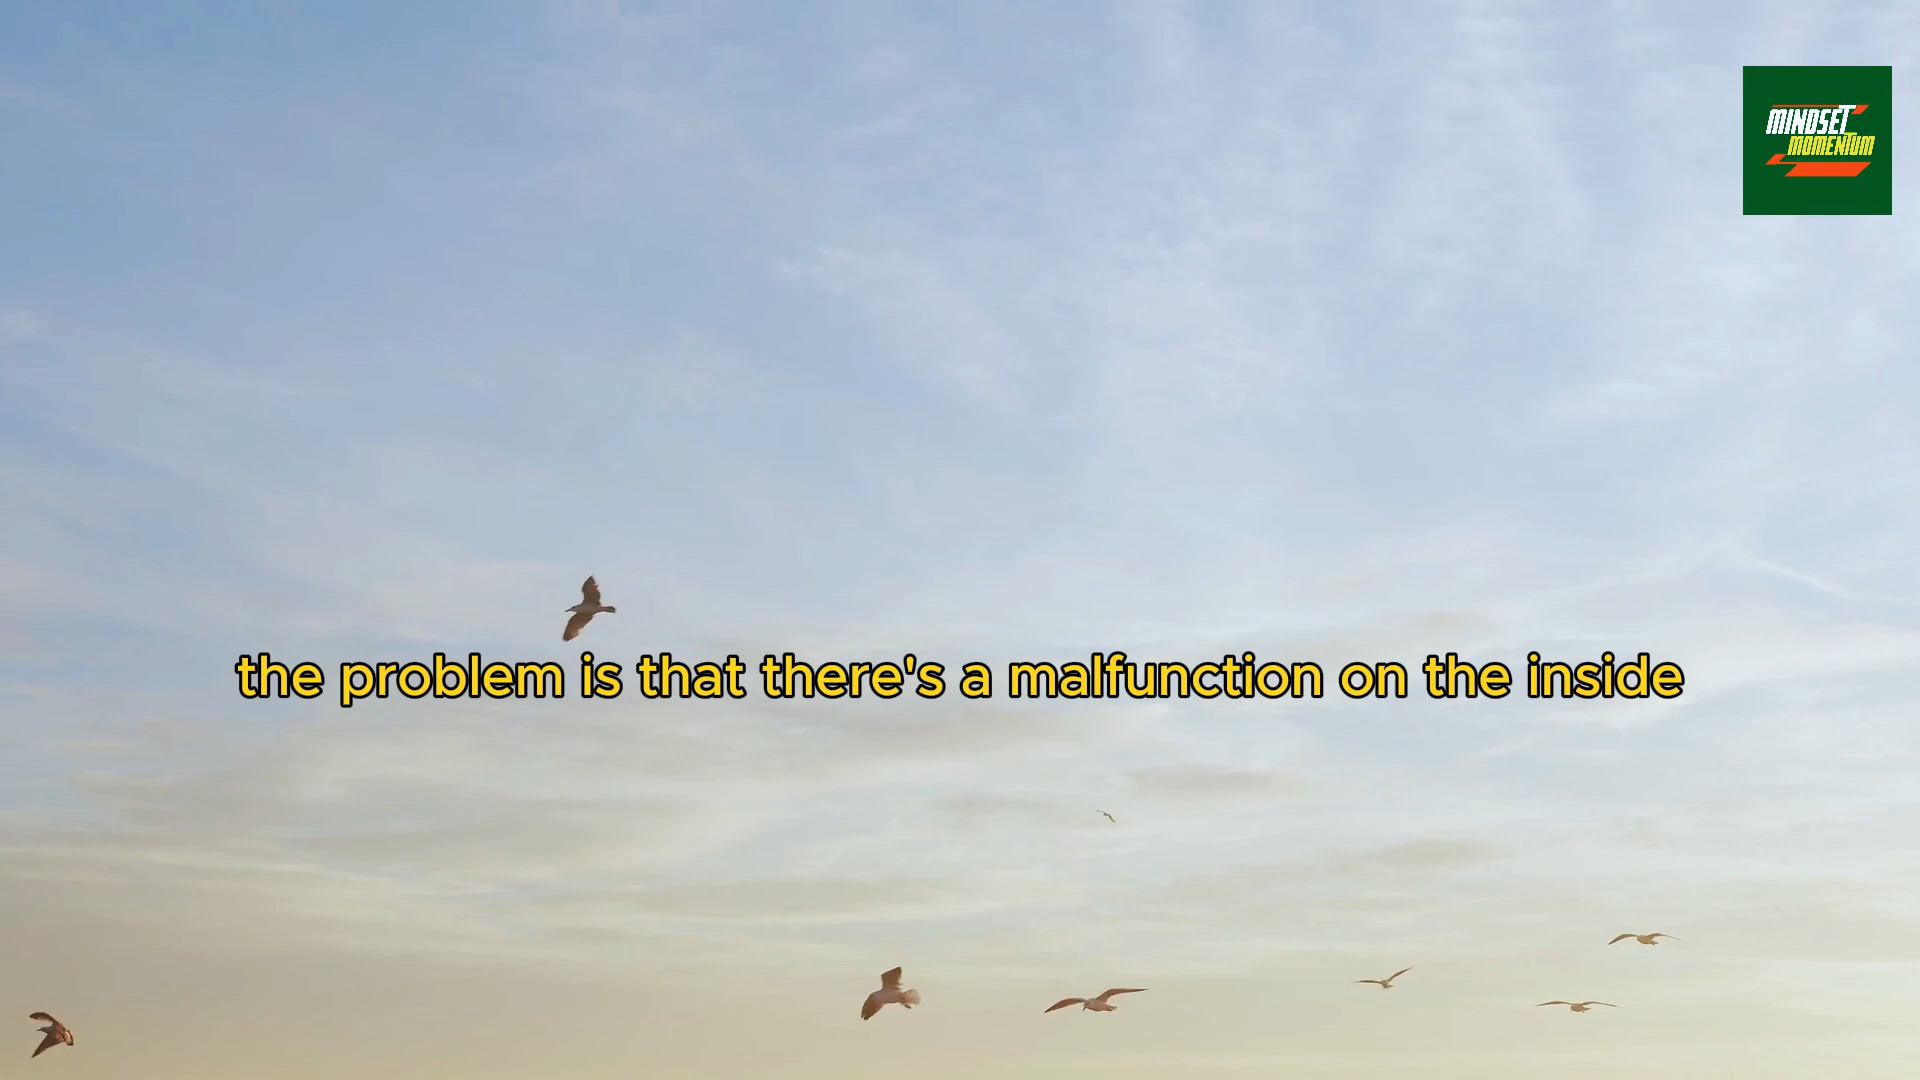 MINDSET
MOMENTUM
the problem is that there's a malfunction on the inside